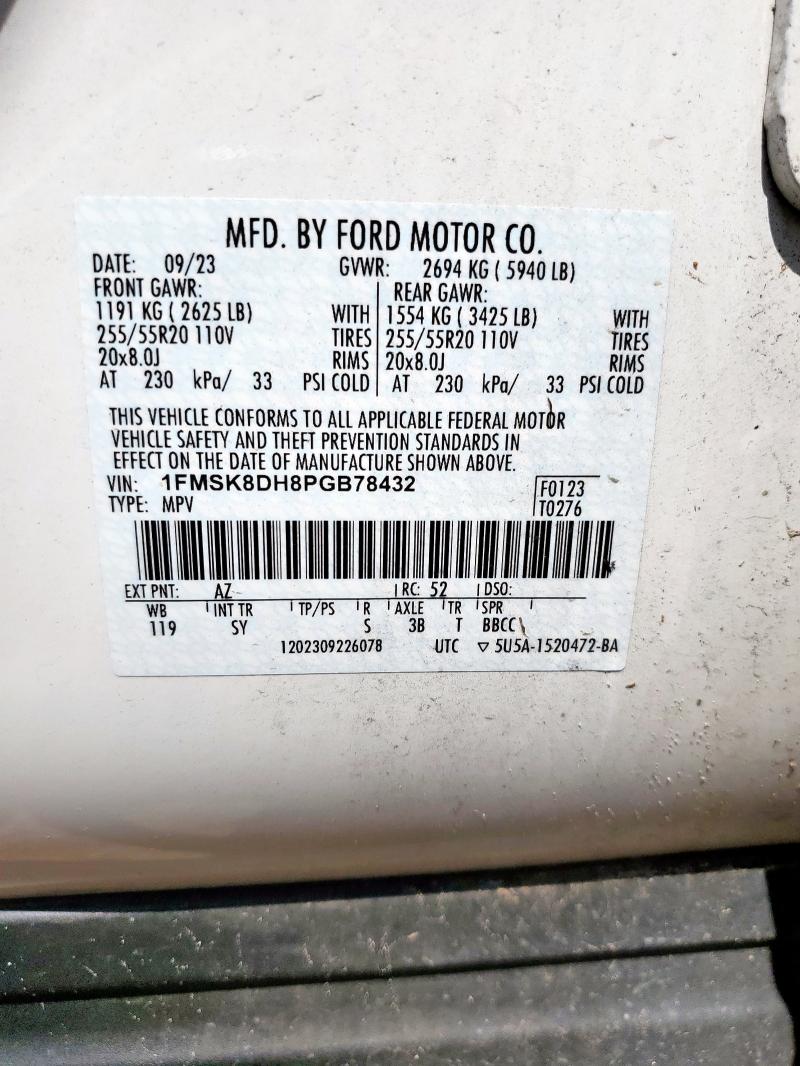 MFD. BY FORD MOTOR CO.
DATE: 09/23 GVWR: 2694 KG ( 5940 LB)
FRONT GAWR: REAR GAWR:
1191 KG ( 2625 LB) WITH 1554 KG ( 3425 LB) WITH
255/55R20 110V TIRES 255/55R20 110V TIRES
20x8.0J RIMS 20x8.0J RIMS
AT 230 kPa/ 33 PSI COLD AT 230 kPa/ 33 PSI COLD
THIS VEHICLE CONFORMS TO ALL APPLICABLE FEDERAL MOTOR
VEHICLE SAFETY AND THEFT PREVENTION STANDARDS IN
EFFECT ON THE DATE OF MANUFACTURE SHOWN ABOVE.
VIN: 1FMSK8DH8PGB78432 F0123
TYPE: MPV T0276
EXT PNT: AZ RC: 52 DSO:
WB INT TR TP/PS R AXLE TR SPR
119 SY S 3B T BBCC
1202309226078 UTC ▽ 5U5A-1520472-BA